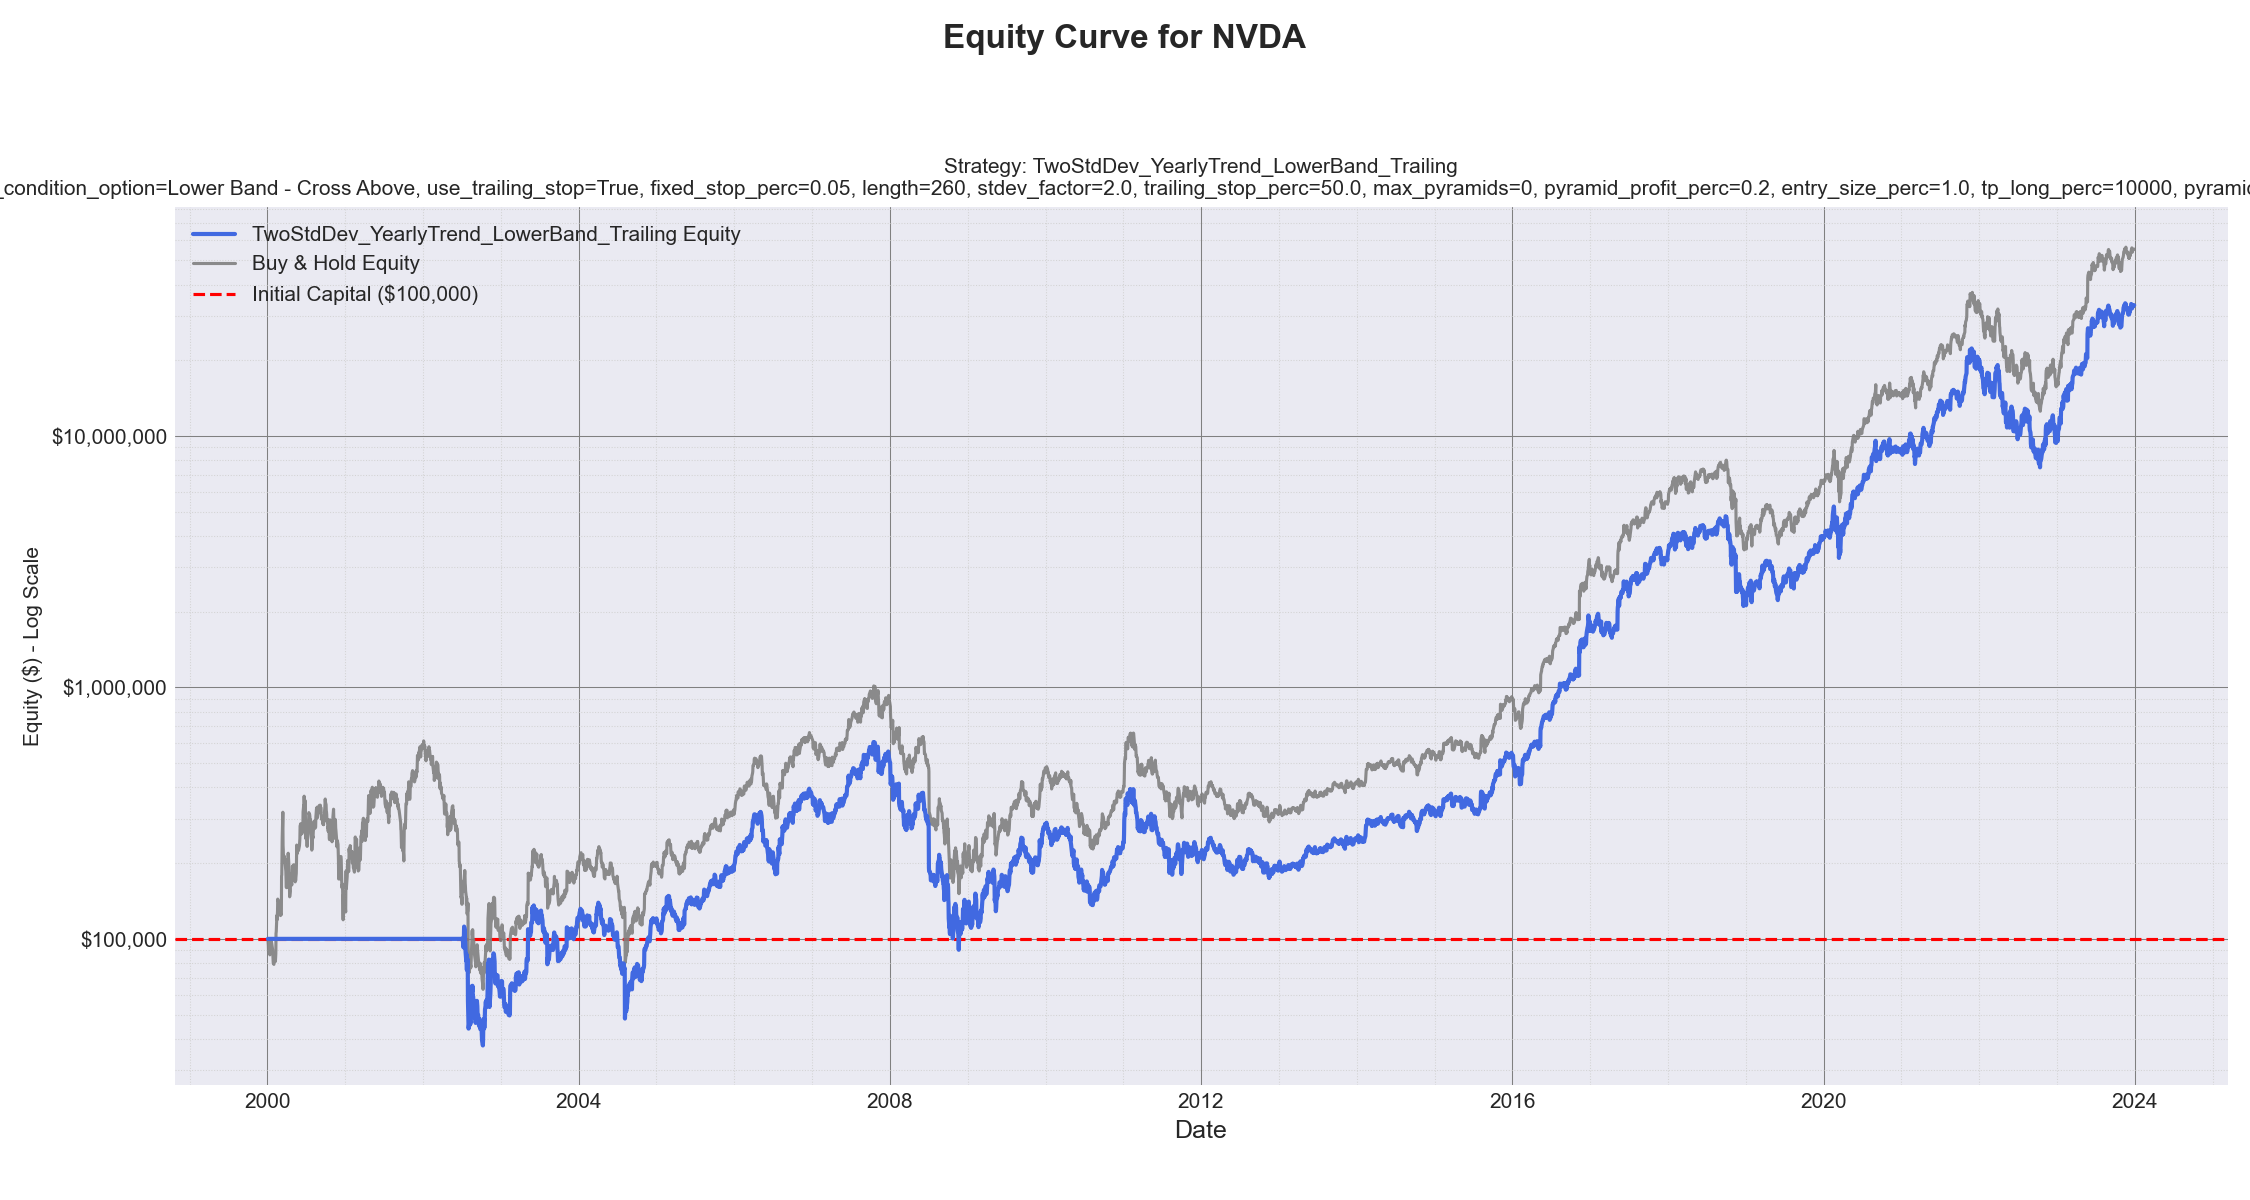 Equity Curve for NVDA
Strategy: TwoStdDev_YearlyTrend_LowerBand_Trailing
_condition_option=Lower Band - Cross Above, use_trailing_stop=True, fixed_stop_perc=0.05, length=260, stdev_factor=2.0, trailing_stop_perc=50.0, max_pyramids=0, pyramid_profit_perc=0.2, entry_size_perc=1.0, tp_long_perc=10000,
TwoStdDev_YearlyTrend_LowerBand_Trailing Equity
Buy & Hold Equity
Initial Capital ($100,000)
$10,000,000
$1,000,000
$100,000
Equity ($) - Log Scale
2000 2004 2008 2012 2016 2020 2024
Date